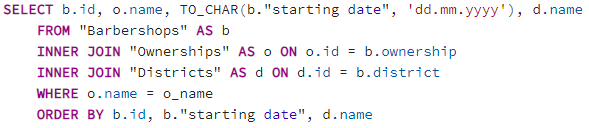 SELECT b.id, o.name, TO_CHAR(b."starting date", 'dd.mm.yyyy'), d.name
FROM "Barbershops" AS b
INNER JOIN "Ownerships" AS o ON o.id = b.ownership
INNER JOIN "Districts" AS d ON d.id = b.district
WHERE o.name = o_name
ORDER BY b.id, b."starting date", d.name